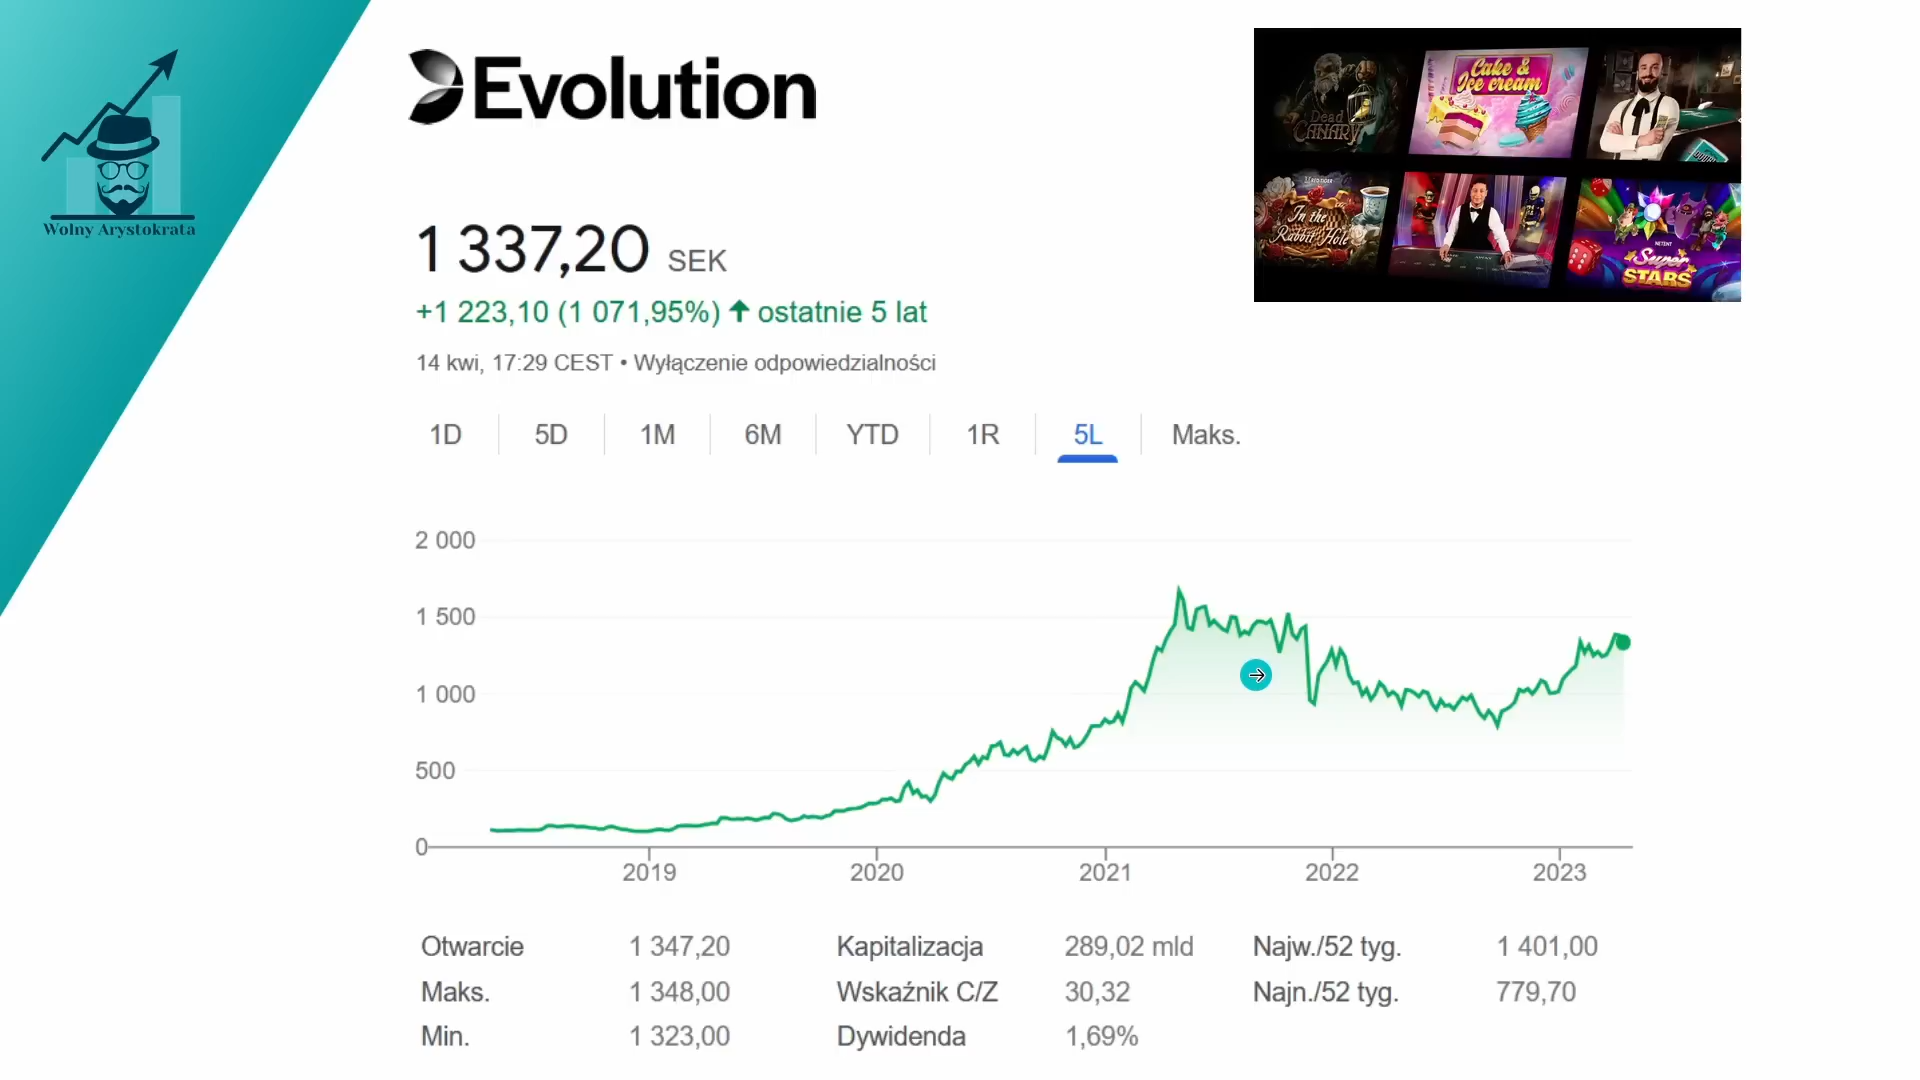 Wolny Arystokrata
Evolution
Dead
CANARY
Cake &
Ice cream
In the
Rabbit Hole
NETENT
Super
STARS
1 337,20 SEK
+1 223,10 (1 071,95%) ↑ ostatnie 5 lat
14 kwi, 17:29 CEST • Wyłączenie odpowiedzialności
1D 5D 1M 6M YTD 1R 5L Maks.
2 000
1 500
1 000
500
0
2019 2020 2021 2022 2023
Otwarcie 1 347,20 Kapitalizacja 289,02 mld Najw./52 tyg. 1 401,00
Maks. 1 348,00 Wskaźnik C/Z 30,32 Najn./52 tyg. 779,70
Min. 1 323,00 Dywidenda 1,69%